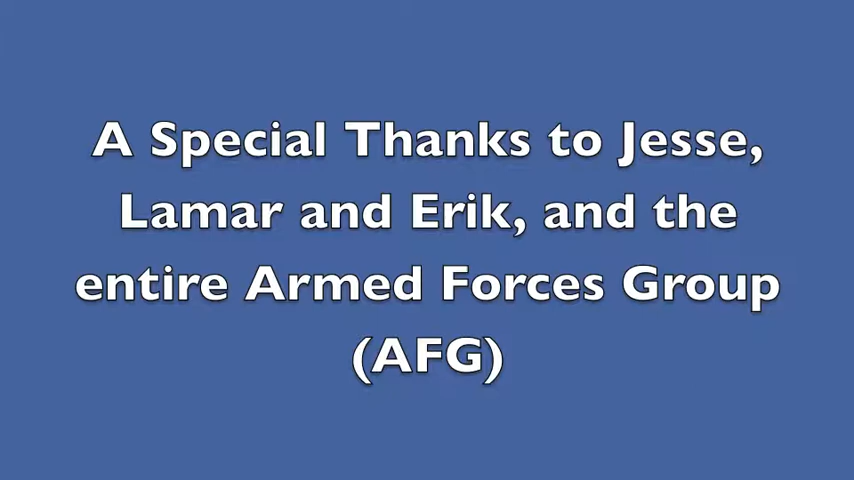 A Special Thanks to Jesse,
Lamar and Erik, and the
entire Armed Forces Group
(AFG)